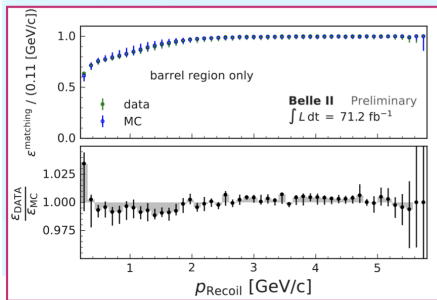 ε^matching / (0.11 [GeV/c])
1.0
0.5
0.0
barrel region only
data
MC
Belle II Preliminary
∫ L dt = 71.2 fb⁻¹
ε_DATA / ε_MC
1.025
1.000
0.975
1 2 3 4 5
p_Recoil [GeV/c]